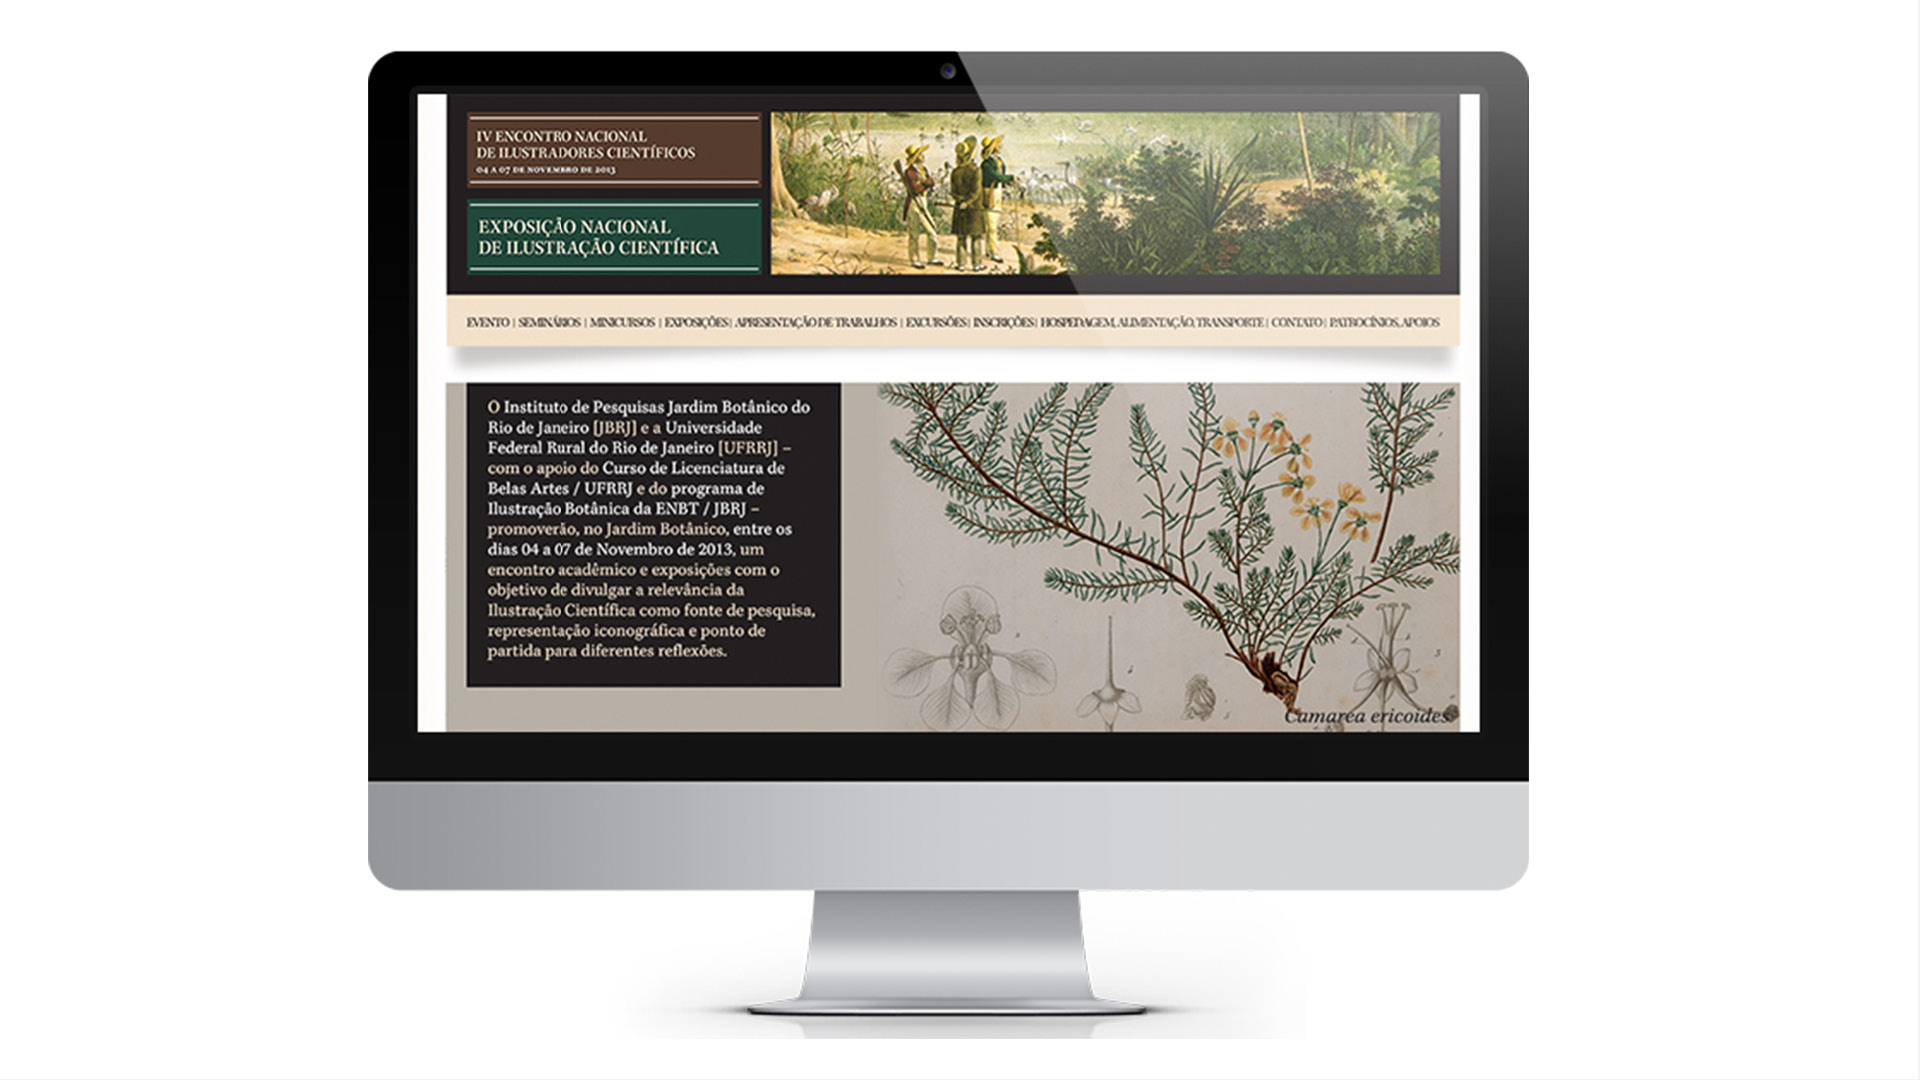 IV ENCONTRO NACIONAL
DE ILUSTRADORES CIENTÍFICOS
04 A 07 DE NOVEMBRO DE 2013
EXPOSIÇÃO NACIONAL
DE ILUSTRAÇÃO CIENTÍFICA
EVENTO | SEMINÁRIOS | MINICURSOS | EXPOSIÇÕES | APRESENTAÇÃO DE TRABALHOS | EXCURSÕES | INSCRIÇÕES | HOSPEDAGEM, ALIMENTAÇÃO, TRANSPORTE | CONTATO | PATROCÍNIOS, APOIOS
O Instituto de Pesquisas Jardim Botânico do
Rio de Janeiro [JBRJ] e a Universidade
Federal Rural do Rio de Janeiro [UFRRJ] –
com o apoio do Curso de Licenciatura de
Belas Artes / UFRRJ e do programa de
Ilustração Botânica da ENBT / JBRJ –
promoverão, no Jardim Botânico, entre os
dias 04 a 07 de Novembro de 2013, um
encontro acadêmico e exposições com o
objetivo de divulgar a relevância da
Ilustração Científica como fonte de pesquisa,
representação iconográfica e ponto de
partida para diferentes reflexões.
Camarea ericoides